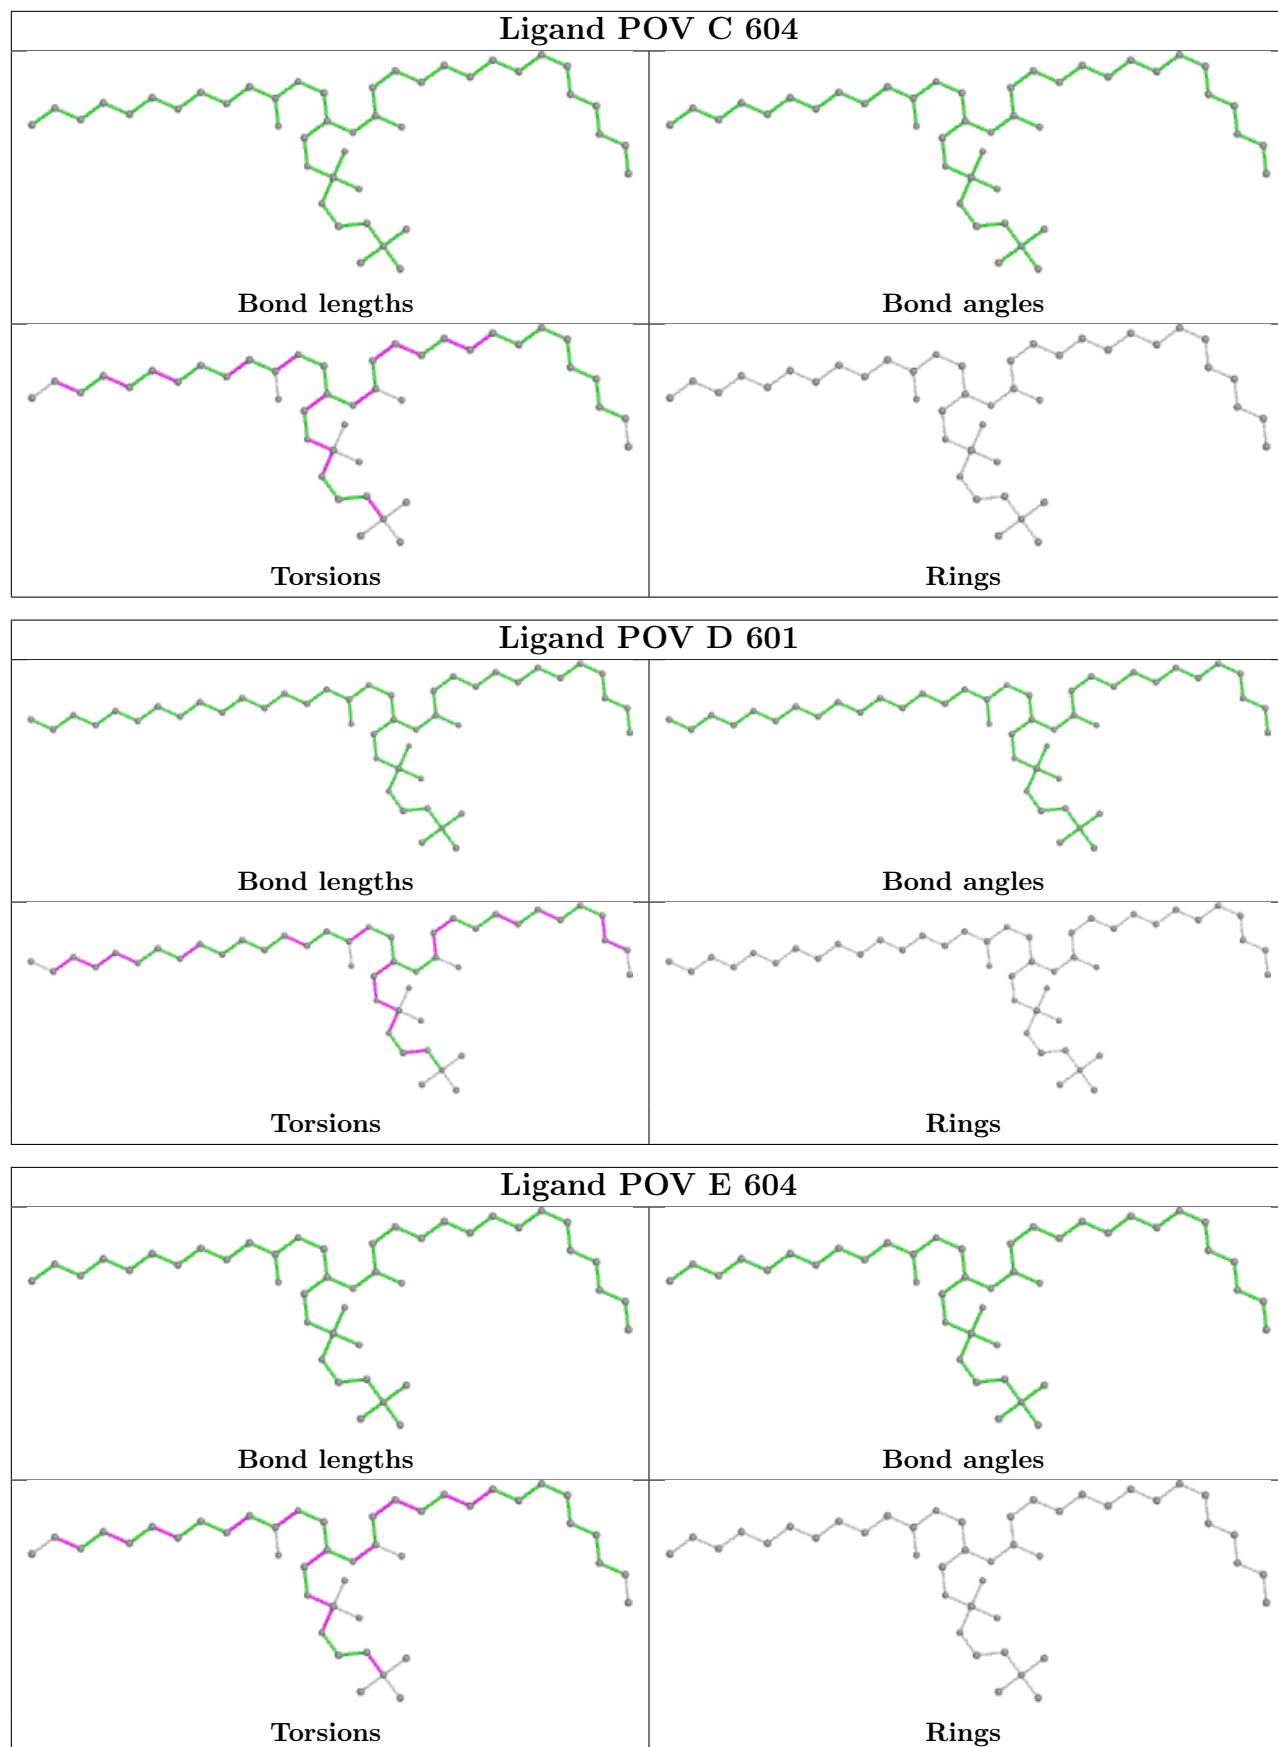 Ligand POV C 604
Bond lengths
Bond angles
Torsions
Rings
Ligand POV D 601
Bond lengths
Bond angles
Torsions
Rings
Ligand POV E 604
Bond lengths
Bond angles
Torsions
Rings